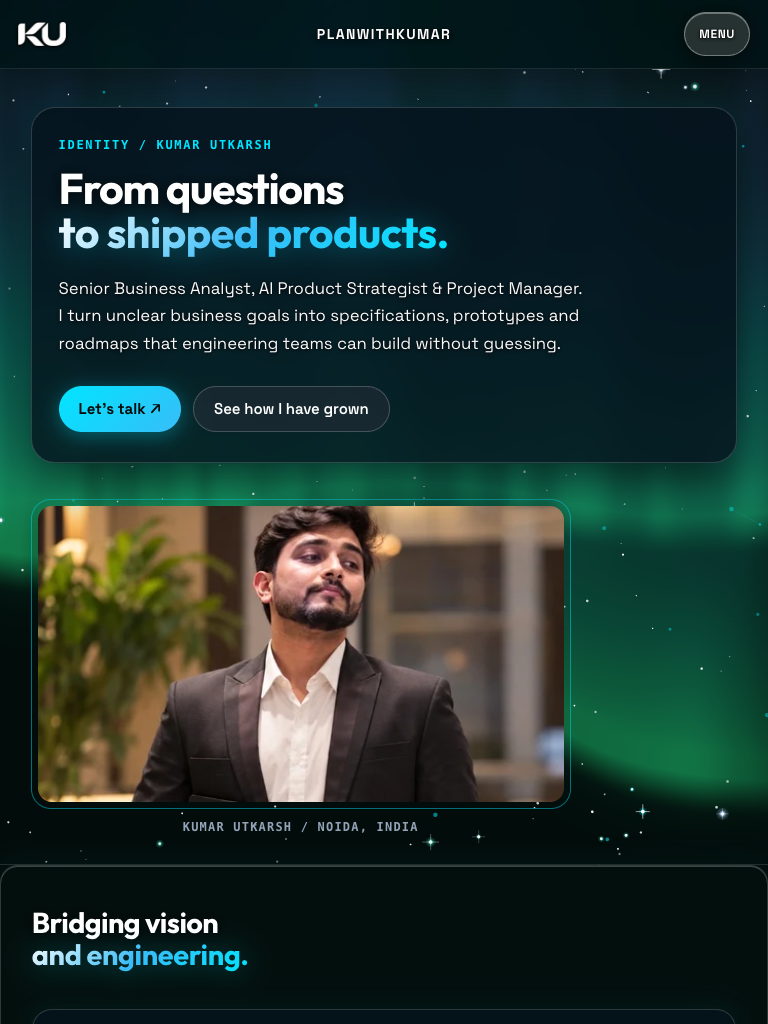 KU
PLANWITHKUMAR
MENU
IDENTITY / KUMAR UTKARSH
From questions
to shipped products.
Senior Business Analyst, AI Product Strategist & Project Manager.
I turn unclear business goals into specifications, prototypes and
roadmaps that engineering teams can build without guessing.
Let's talk ↗
See how I have grown
KUMAR UTKARSH / NOIDA, INDIA
Bridging vision
and engineering.